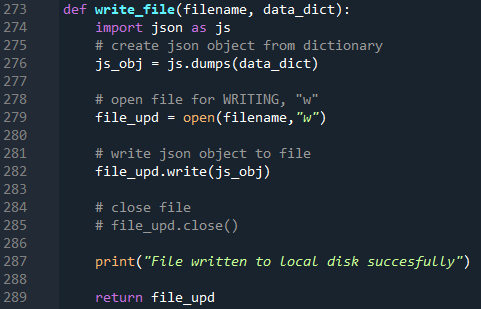 273 def write_file(filename, data_dict):
274     import json as js
275     # create json object from dictionary
276     js_obj = js.dumps(data_dict)
277
278     # open file for WRITING, "w"
279     file_upd = open(filename,"w")
280
281     # write json object to file
282     file_upd.write(js_obj)
283
284     # close file
285     # file_upd.close()
286
287     print("File written to local disk succesfully")
288
289     return file_upd